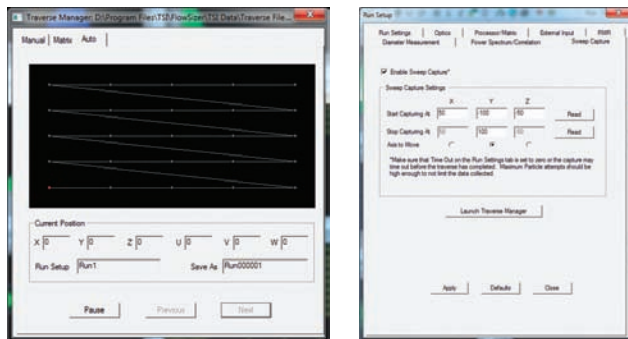 Traverse Manager: D:\Program Files\TSI\FlowSizer\TSI Data\Traverse File...
Manual Matrix Auto
Current Position
X 0 Y 0 Z 0 U 0 V 0 W 0
Run Setup Run1 Save As Run000001
Pause Previous Next
Run Setup
Run Settings Optics Processor/Matrix External Input RMR
Diameter Measurement Power Spectrum/Correlation Sweep Capture
Enable Sweep Capture*
Sweep Capture Settings
X Y Z
Start Capturing At 50 -100 -50 Read
Stop Capturing At 100 Read
Axis to Move
*Make sure that Time Out on the Run Settings tab is set to zero or the capture may
time out before the traverse has completed. Maximum Particle attempts should be
high enough to not limit the data collected.
Launch Traverse Manager
Apply Defaults Close